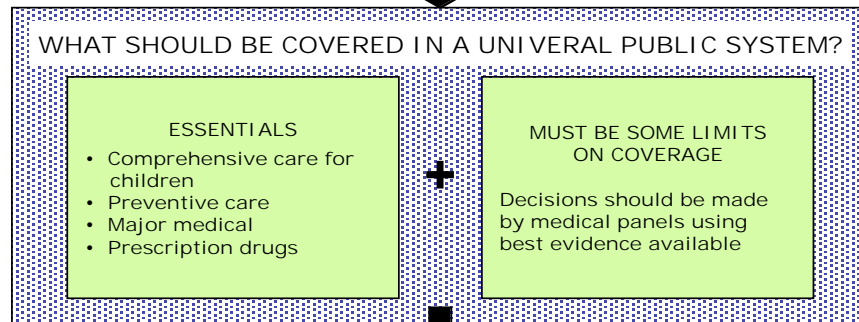 WHAT SHOULD BE COVERED IN A UNIVERAL PUBLIC SYSTEM?
ESSENTIALS
• Comprehensive care for
children
• Preventive care
• Major medical
• Prescription drugs
+
MUST BE SOME LIMITS
ON COVERAGE
Decisions should be made
by medical panels using
best evidence available